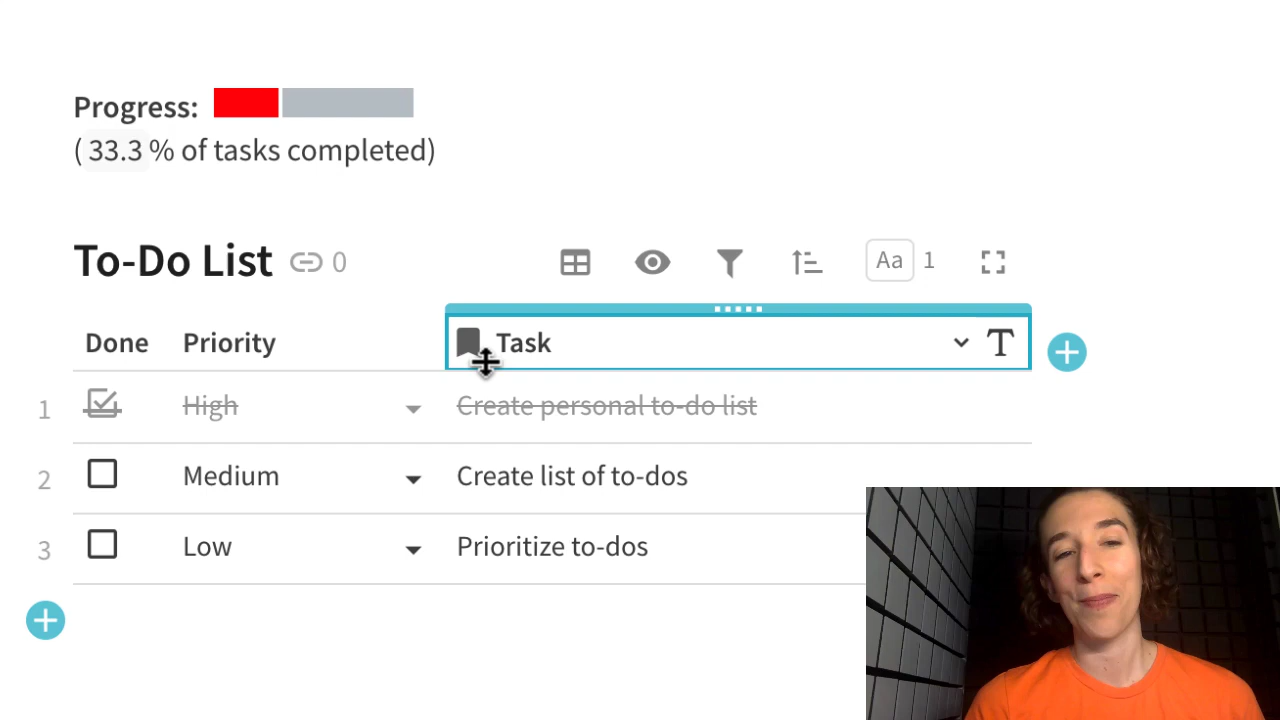 Progress:
( 33.3 % of tasks completed)
To-Do List 0 Aa 1
Done Priority Task T
1 High Create personal to-do list
2 Medium Create list of to-dos
3 Low Prioritize to-dos